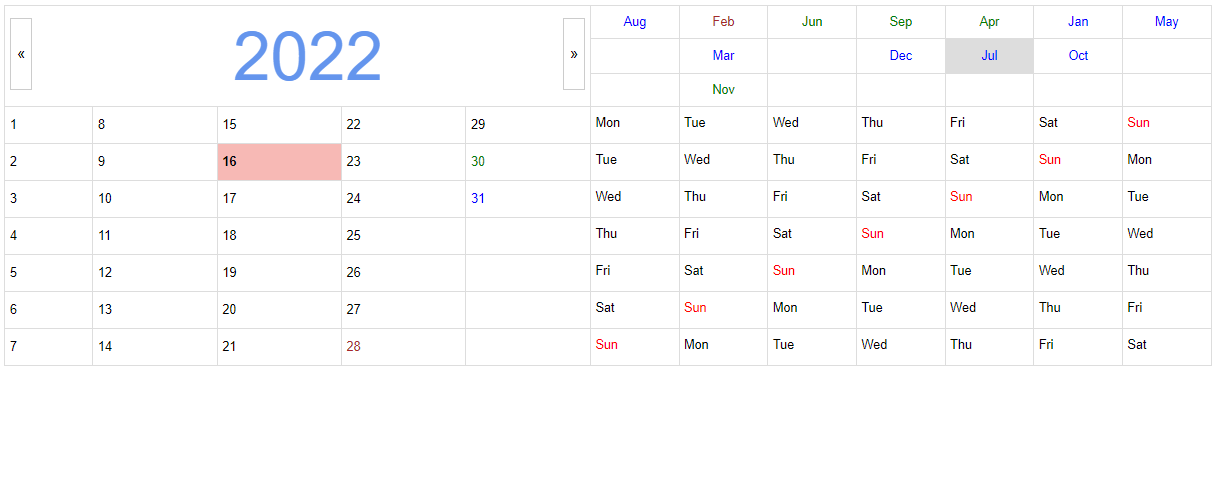 « 2022 » Aug Feb Jun Sep Apr Jan May
Mar Dec Jul Oct
Nov
1 8 15 22 29 Mon Tue Wed Thu Fri Sat Sun
2 9 16 23 30 Tue Wed Thu Fri Sat Sun Mon
3 10 17 24 31 Wed Thu Fri Sat Sun Mon Tue
4 11 18 25 Thu Fri Sat Sun Mon Tue Wed
5 12 19 26 Fri Sat Sun Mon Tue Wed Thu
6 13 20 27 Sat Sun Mon Tue Wed Thu Fri
7 14 21 28 Sun Mon Tue Wed Thu Fri Sat